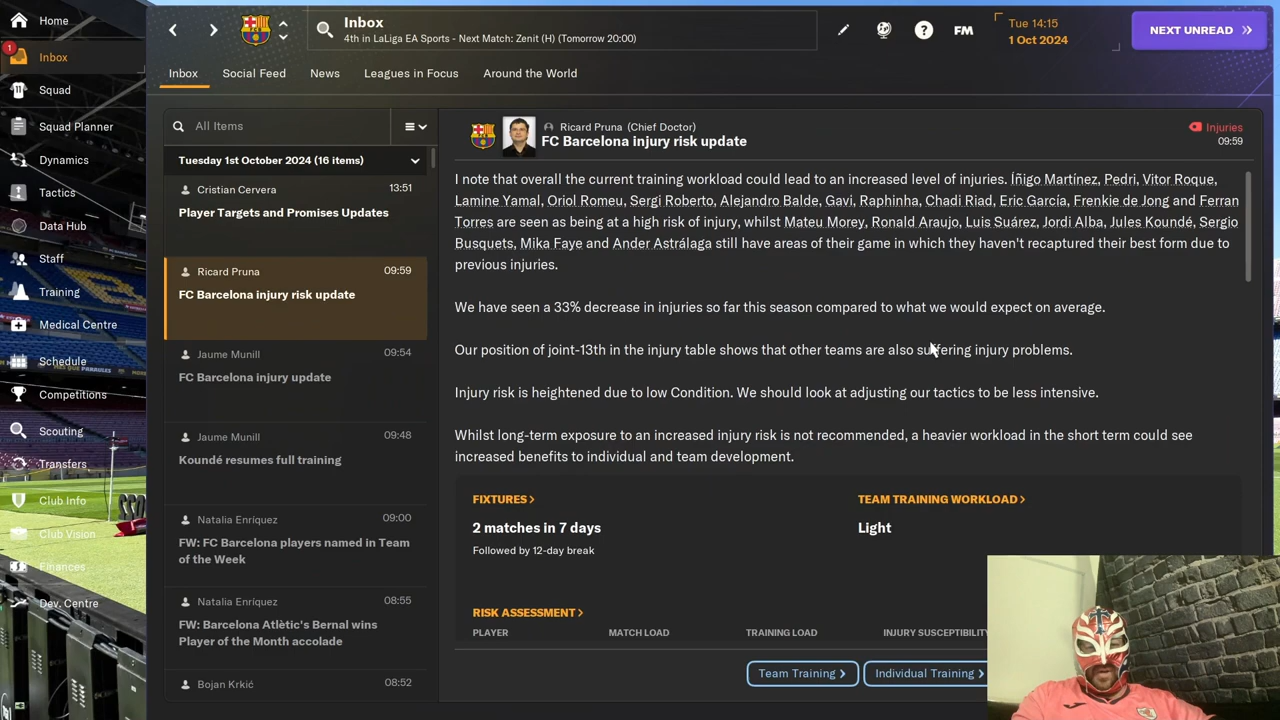 Home
Inbox
4th in LaLiga EA Sports - Next Match: Zenit (H) (Tomorrow 20:00)
FM
Tue 14:15
1 Oct 2024
NEXT UNREAD
1
Inbox
Squad
Squad Planner
Dynamics
Tactics
Data Hub
Staff
Training
Medical Centre
Schedule
Competitions
Scouting
Transfers
Club Info
Club Vision
Finances
Dev. Centre
Inbox
Social Feed
News
Leagues in Focus
Around the World
All Items
Tuesday 1st October 2024 (16 items)
Cristian Cervera 13:51
Player Targets and Promises Updates
Ricard Pruna 09:59
FC Barcelona injury risk update
Jaume Munill 09:54
FC Barcelona injury update
Jaume Munill 09:48
Koundé resumes full training
Natalia Enríquez 09:00
FW: FC Barcelona players named in Team
of the Week
Natalia Enríquez 08:55
FW: Barcelona Atlètic's Bernal wins
Player of the Month accolade
Bojan Krkić 08:52
Ricard Pruna (Chief Doctor)
FC Barcelona injury risk update
Injuries
09:59
I note that overall the current training workload could lead to an increased level of injuries. Íñigo Martínez, Pedri, Vitor Roque,
Lamine Yamal, Oriol Romeu, Sergi Roberto, Alejandro Balde, Gavi, Raphinha, Chadi Riad, Eric García, Frenkie de Jong and Ferran
Torres are seen as being at a high risk of injury, whilst Mateu Morey, Ronald Araujo, Luis Suárez, Jordi Alba, Jules Koundé, Sergio
Busquets, Mika Faye and Ander Astrálaga still have areas of their game in which they haven't recaptured their best form due to
previous injuries.
We have seen a 33% decrease in injuries so far this season compared to what we would expect on average.
Our position of joint-13th in the injury table shows that other teams are also suffering injury problems.
Injury risk is heightened due to low Condition. We should look at adjusting our tactics to be less intensive.
Whilst long-term exposure to an increased injury risk is not recommended, a heavier workload in the short term could see
increased benefits to individual and team development.
FIXTURES
2 matches in 7 days
Followed by 12-day break
TEAM TRAINING WORKLOAD
Light
RISK ASSESSMENT
PLAYER MATCH LOAD TRAINING LOAD INJURY SUSCEPTIBILITY
Team Training
Individual Training